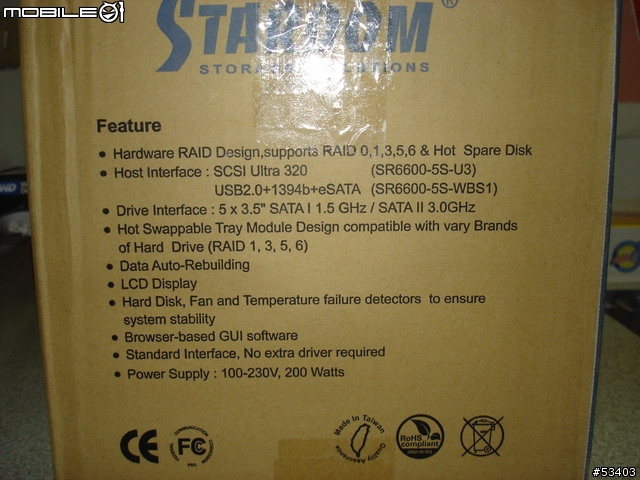 MOBILE01
STARDOM®
STORAGE SOLUTIONS
Feature
• Hardware RAID Design,supports RAID 0,1,3,5,6 & Hot Spare Disk
• Host Interface : SCSI Ultra 320 (SR6600-5S-U3)
USB2.0+1394b+eSATA (SR6600-5S-WBS1)
• Drive Interface : 5 x 3.5" SATA I 1.5 GHz / SATA II 3.0GHz
• Hot Swappable Tray Module Design compatible with vary Brands
of Hard Drive (RAID 1, 3, 5, 6)
• Data Auto-Rebuilding
• LCD Display
• Hard Disk, Fan and Temperature failure detectors to ensure
system stability
• Browser-based GUI software
• Standard Interface, No extra driver required
• Power Supply : 100-230V, 200 Watts
CE
FC
Made In Taiwan
Quality Assurance
RoHS
compliant
#53403